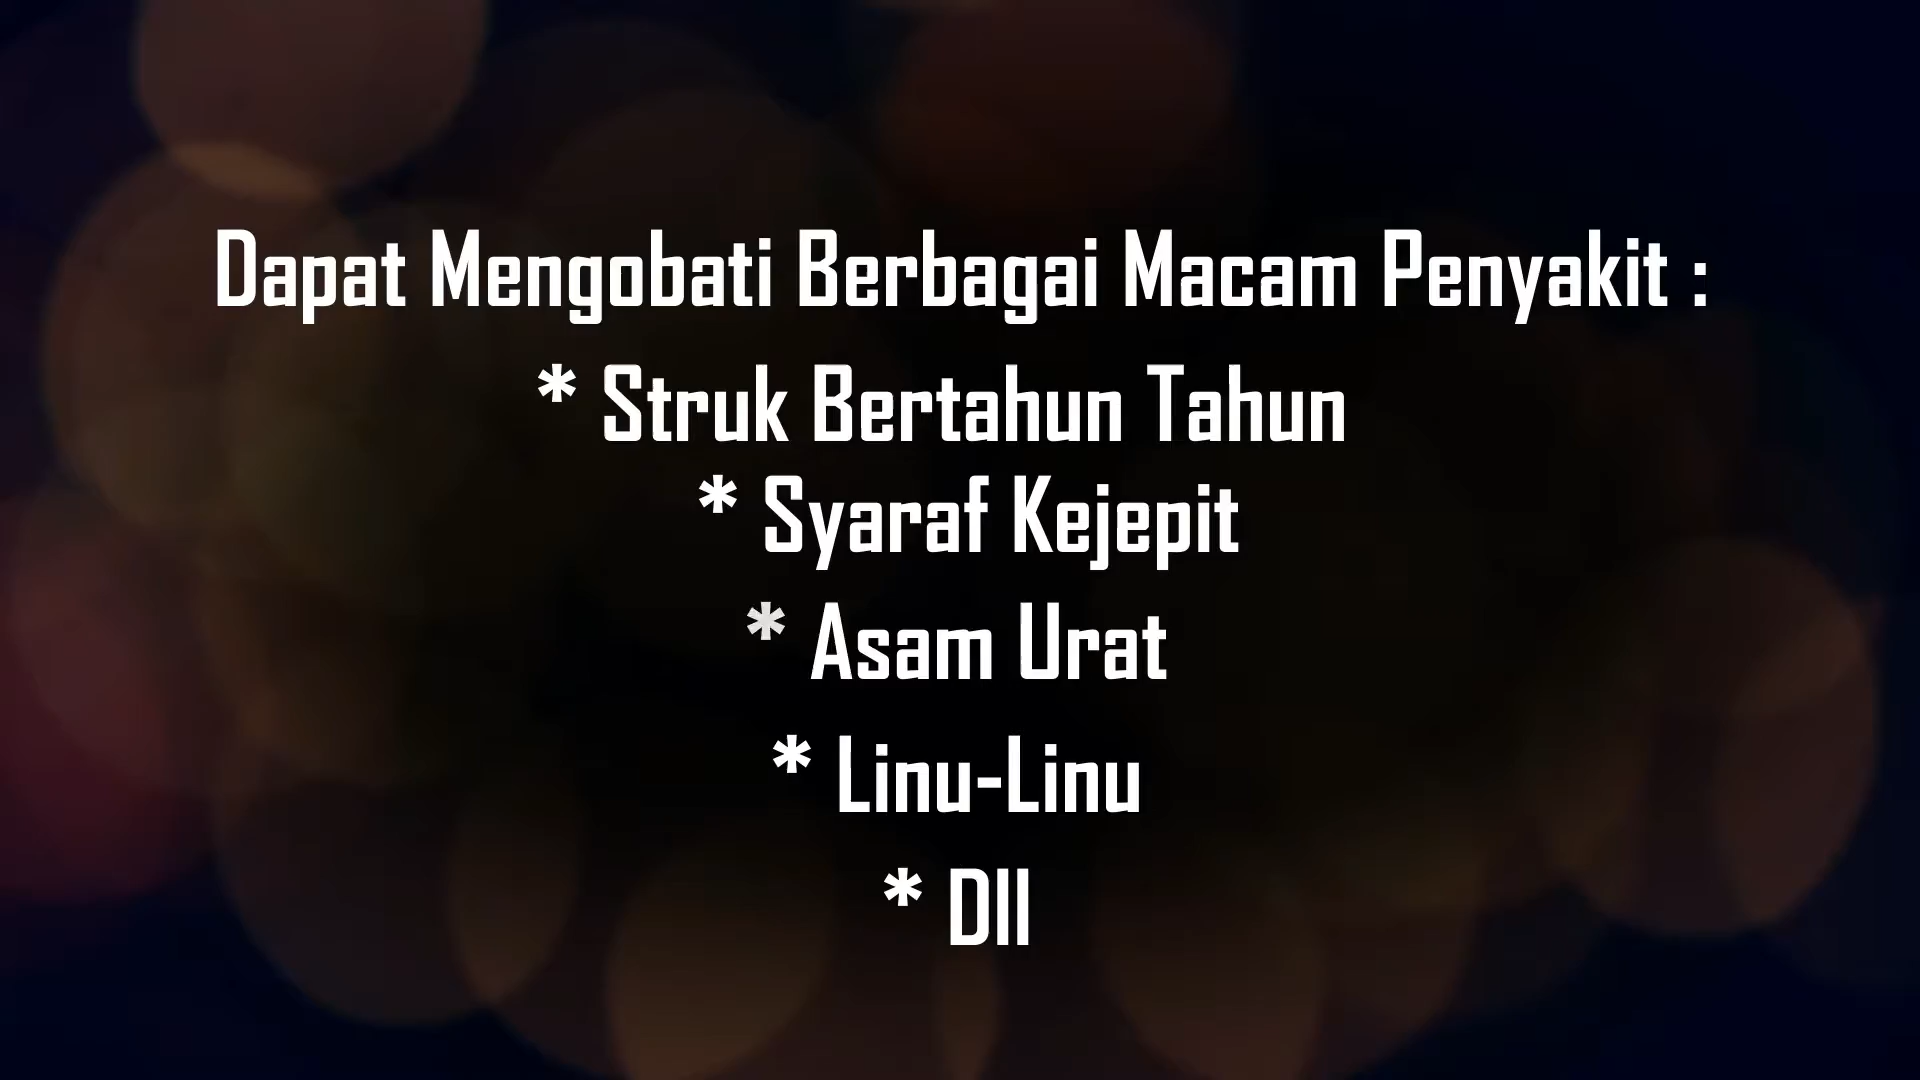 Dapat Mengobati Berbagai Macam Penyakit :
* Struk Bertahun Tahun
* Syaraf Kejepit
* Asam Urat
* Linu-Linu
* Dll